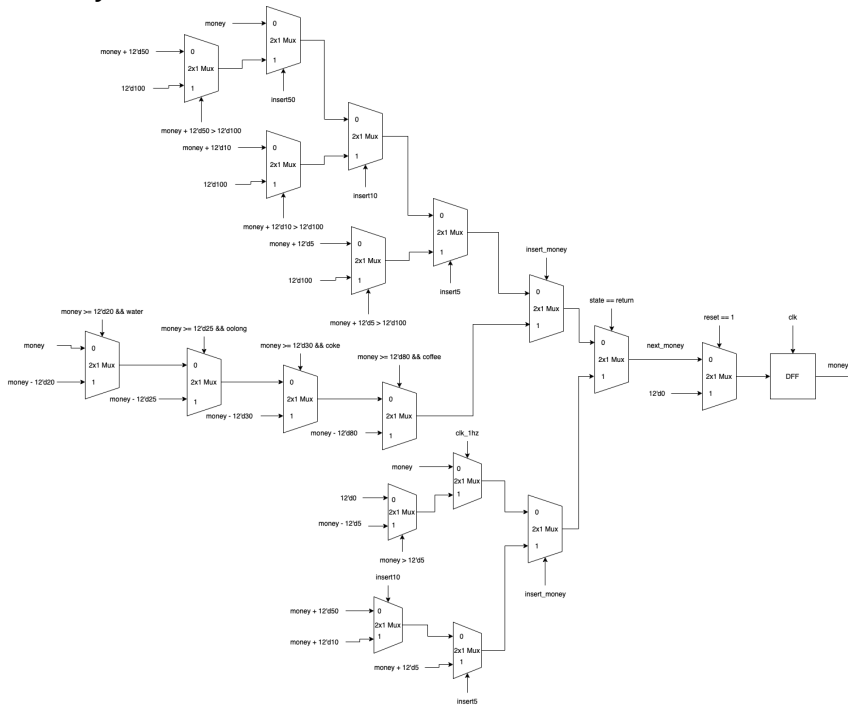 money
0
money + 12'd50
0
2x1 Mux
2x1 Mux
1
12'd100
1
insert50
money + 12'd50 > 12'd100
0
money + 12'd10
0
2x1 Mux
2x1 Mux
1
12'd100
1
insert10
money + 12'd10 > 12'd100
0
money + 12'd5
0
2x1 Mux
2x1 Mux
1
12'd100
1
insert5
money + 12'd5 > 12'd100
insert_money
0
2x1 Mux
1
money >= 12'd20 && water
money
0
2x1 Mux
money - 12'd20
1
money >= 12'd25 && oolong
0
2x1 Mux
money - 12'd25
1
money >= 12'd30 && coke
0
2x1 Mux
money - 12'd30
1
money >= 12'd80 && coffee
0
2x1 Mux
money - 12'd80
1
state == return
0
2x1 Mux
1
next_money
reset == 1
0
2x1 Mux
12'd0
1
clk
DFF
money
clk_1hz
money
0
2x1 Mux
1
12'd0
0
2x1 Mux
money - 12'd5
1
money > 12'd5
0
2x1 Mux
1
insert_money
insert10
money + 12'd50
0
2x1 Mux
money + 12'd10
1
0
2x1 Mux
money + 12'd5
1
insert5